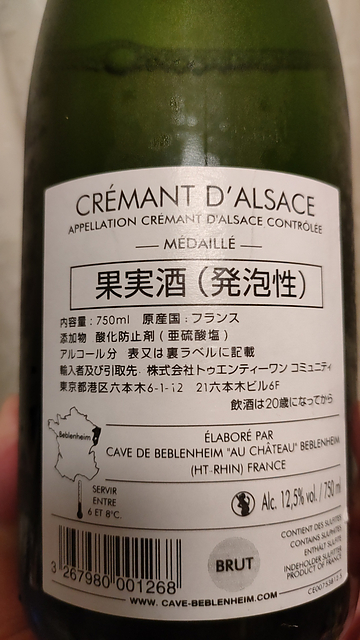 CRÉMANT D'ALSACE
APPELLATION CRÉMANT D'ALSACE CONTRÔLÉE
MÉDAILLÉ
果実酒(発泡性)
内容量:750ml 原産国:フランス
添加物 酸化防止剤(亜硫酸塩)
アルコール分 表又は裏ラベルに記載
輸入者及び引取先 株式会社トゥエンティーワン コミュニティ
東京都港区六本木6-1-12 21六本木ビル6F
飲酒は20歳になってから
Beblenheim
ÉLABORÉ PAR
CAVE DE BEBLENHEIM "AU CHÂTEAU" BEBLENHEIM
(HT-RHIN) FRANCE
SERVIR
ENTRE
6 ET 8°C.
Alc. 12,5% vol. / 750 ml
BRUT
CONTIENT DES SULFITES
CONTAINS SULPHITES
ENTHALT SULFITE
INDEHOLDER SULFITTER
PRODUCT OF FRANCE
3 267980 001268
WWW. CAVE-BEBLENHEIM.COM